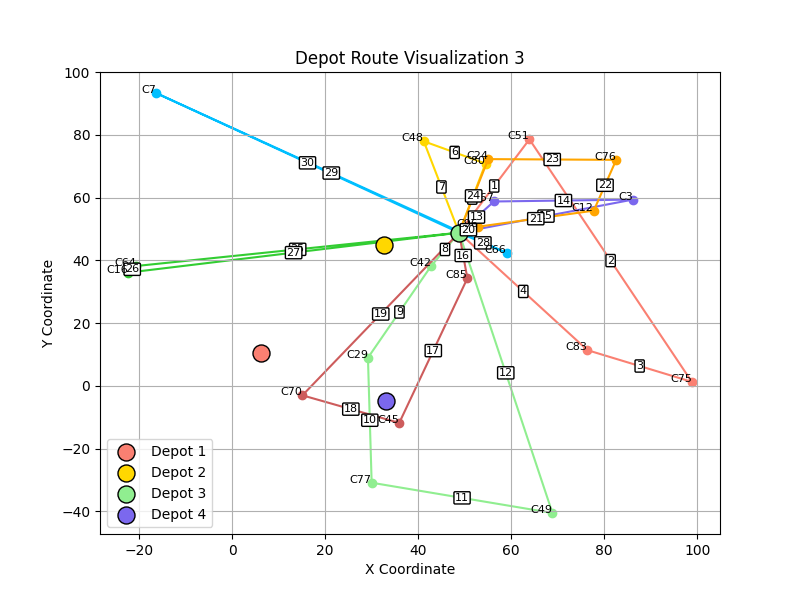 Depot Route Visualization 3
Y Coordinate
100
80
60
40
20
0
−20
−40
C7
30
29
C48
6
C24
C80
C51
23
C76
7
1
24
22
C3
14
C12
13
21
20
28
C66
C64
C16
26
27
8
16
C42
C85
2
4
19
9
17
C83
C29
12
3
C75
C70
18
10
C45
C77
11
C49
Depot 1
Depot 2
Depot 3
Depot 4
−20
0
20
40
60
80
100
X Coordinate